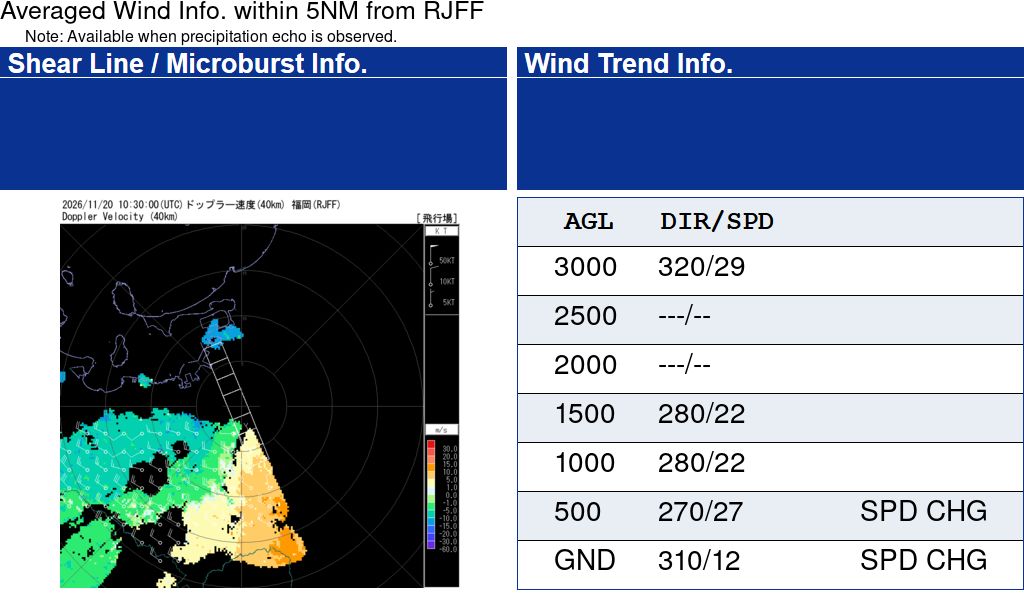 Averaged Wind Info. within 5NM from RJFF
Note: Available when precipitation echo is observed.
Shear Line / Microburst Info.
Wind Trend Info.
2026/11/20 10:30:00(UTC) ドップラー速度(40km) 福岡(RJFF)
Doppler Velocity (40km)
[飛行場]
KT
50KT
10KT
5KT
m/s
30.0
20.0
15.0
10.0
5.0
1.0
0.0
-1.0
-5.0
-10.0
-15.0
-20.0
-30.0
-60.0
AGL DIR/SPD
3000 320/29
2500 ---/--
2000 ---/--
1500 280/22
1000 280/22
500 270/27 SPD CHG
GND 310/12 SPD CHG